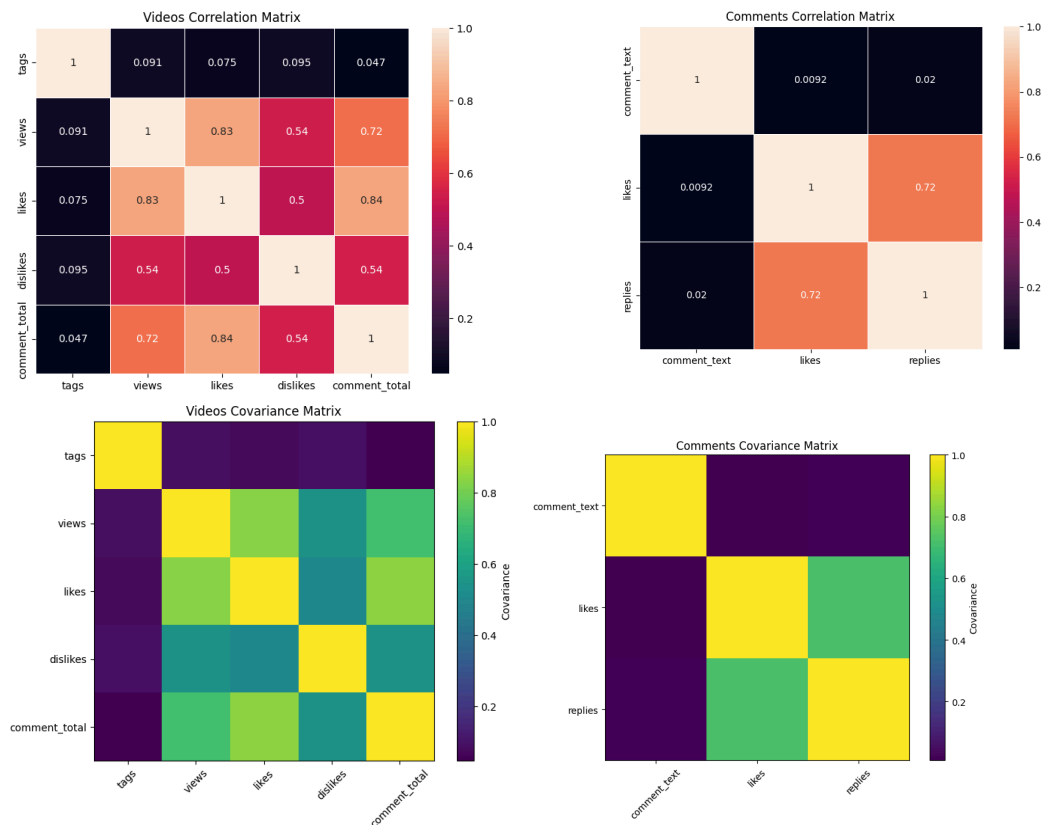 Videos Correlation Matrix
tags 1 0.091 0.075 0.095 0.047
views 0.091 1 0.83 0.54 0.72
likes 0.075 0.83 1 0.5 0.84
dislikes 0.095 0.54 0.5 1 0.54
comment_total 0.047 0.72 0.84 0.54 1
tags views likes dislikes comment_total
1.0
0.8
0.6
0.4
0.2
Comments Correlation Matrix
comment_text 1 0.0092 0.02
likes 0.0092 1 0.72
replies 0.02 0.72 1
comment_text likes replies
1.0
0.8
0.6
0.4
0.2
Videos Covariance Matrix
tags
views
likes
dislikes
comment_total
tags views likes dislikes comment_total
1.0
0.8
0.6
0.4
0.2
Covariance
Comments Covariance Matrix
comment_text
likes
replies
comment_text likes replies
1.0
0.8
0.6
0.4
0.2
Covariance